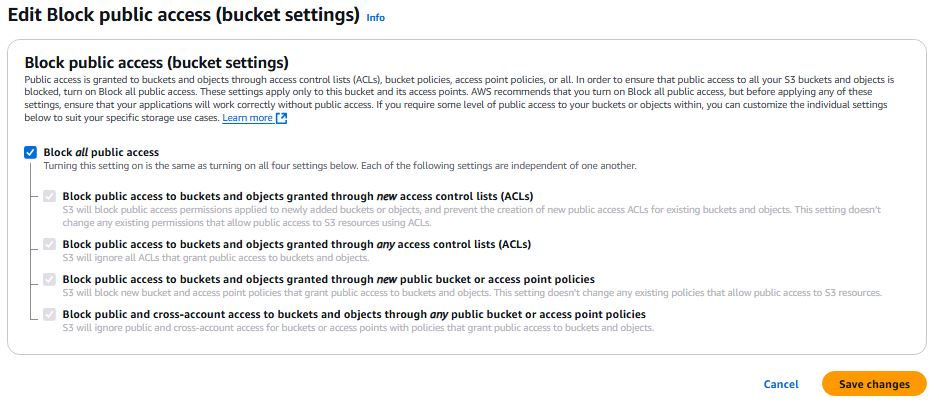 Edit Block public access (bucket settings) Info
Block public access (bucket settings)
Public access is granted to buckets and objects through access control lists (ACLs), bucket policies, access point policies, or all. In order to ensure that public access to all your S3 buckets and objects is
blocked, turn on Block all public access. These settings apply only to this bucket and its access points. AWS recommends that you turn on Block all public access, but before applying any of these
settings, ensure that your applications will work correctly without public access. If you require some level of public access to your buckets or objects within, you can customize the individual settings
below to suit your specific storage use cases. Learn more
Block all public access
Turning this setting on is the same as turning on all four settings below. Each of the following settings are independent of one another.
Block public access to buckets and objects granted through new access control lists (ACLs)
S3 will block public access permissions applied to newly added buckets or objects, and prevent the creation of new public access ACLs for existing buckets and objects. This setting doesn't
change any existing permissions that allow public access to S3 resources using ACLs.
Block public access to buckets and objects granted through any access control lists (ACLs)
S3 will ignore all ACLs that grant public access to buckets and objects.
Block public access to buckets and objects granted through new public bucket or access point policies
S3 will block new bucket and access point policies that grant public access to buckets and objects. This setting doesn't change any existing policies that allow public access to S3 resources.
Block public and cross-account access to buckets and objects through any public bucket or access point policies
S3 will ignore public and cross-account access for buckets or access points with policies that grant public access to buckets and objects.
Cancel Save changes